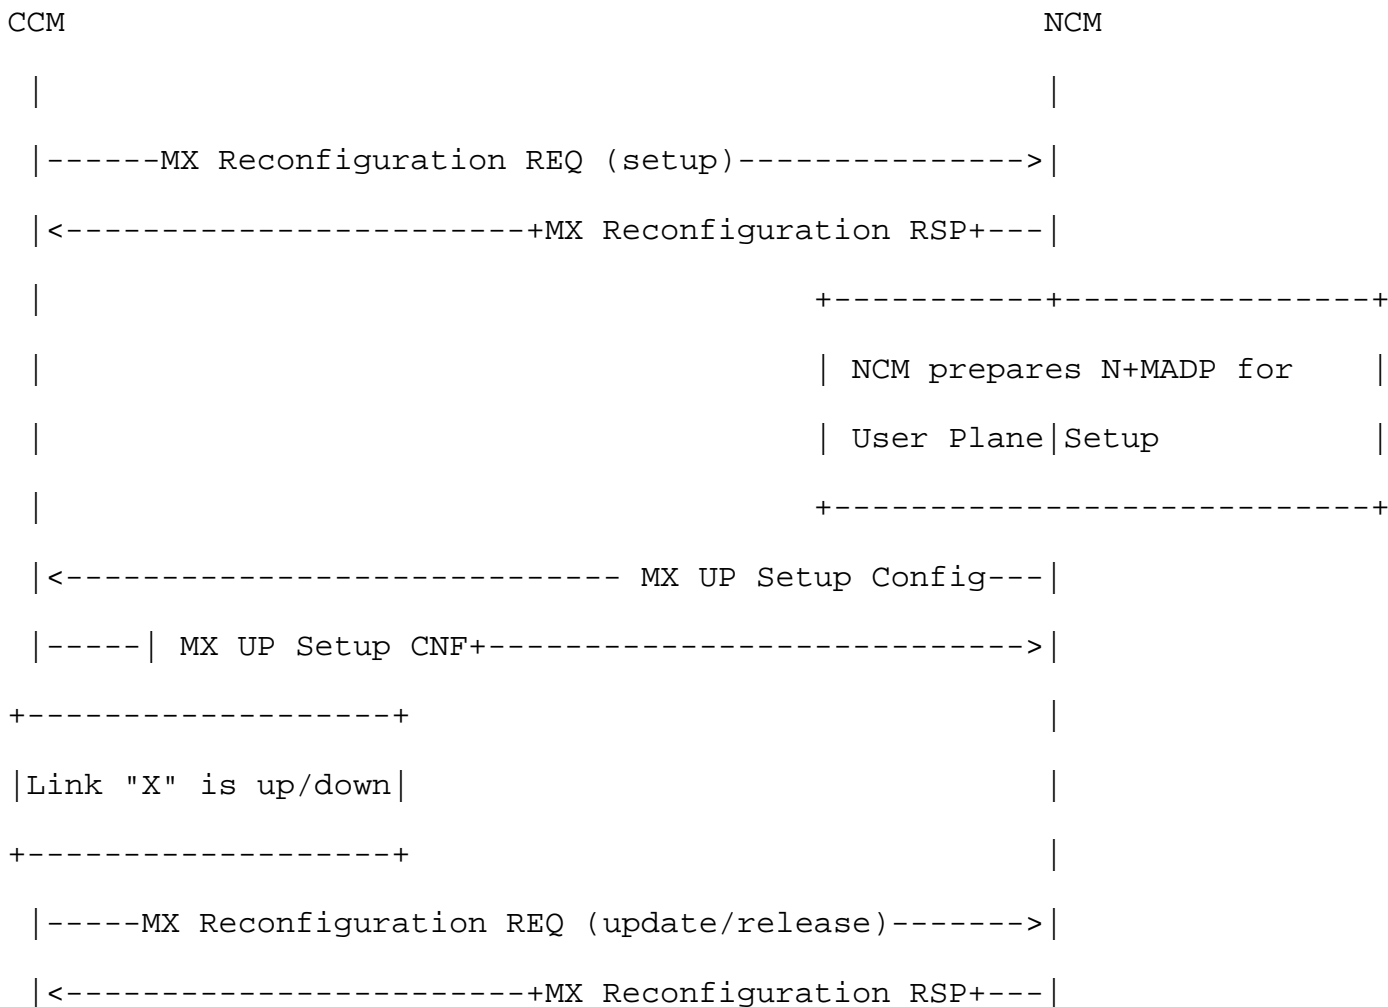 CCM NCM
| |
|------MX Reconfiguration REQ (setup)--------------->|
|<------------------------+MX Reconfiguration RSP+---|
| +-----------+----------------+
| | NCM prepares N+MADP for |
| | User Plane|Setup |
| +----------------------------+
|<----------------------------- MX UP Setup Config---|
|-----| MX UP Setup CNF+---------------------------->|
+-------------------+ |
|Link "X" is up/down| |
+-------------------+ |
|-----MX Reconfiguration REQ (update/release)------->|
|<------------------------+MX Reconfiguration RSP+---|